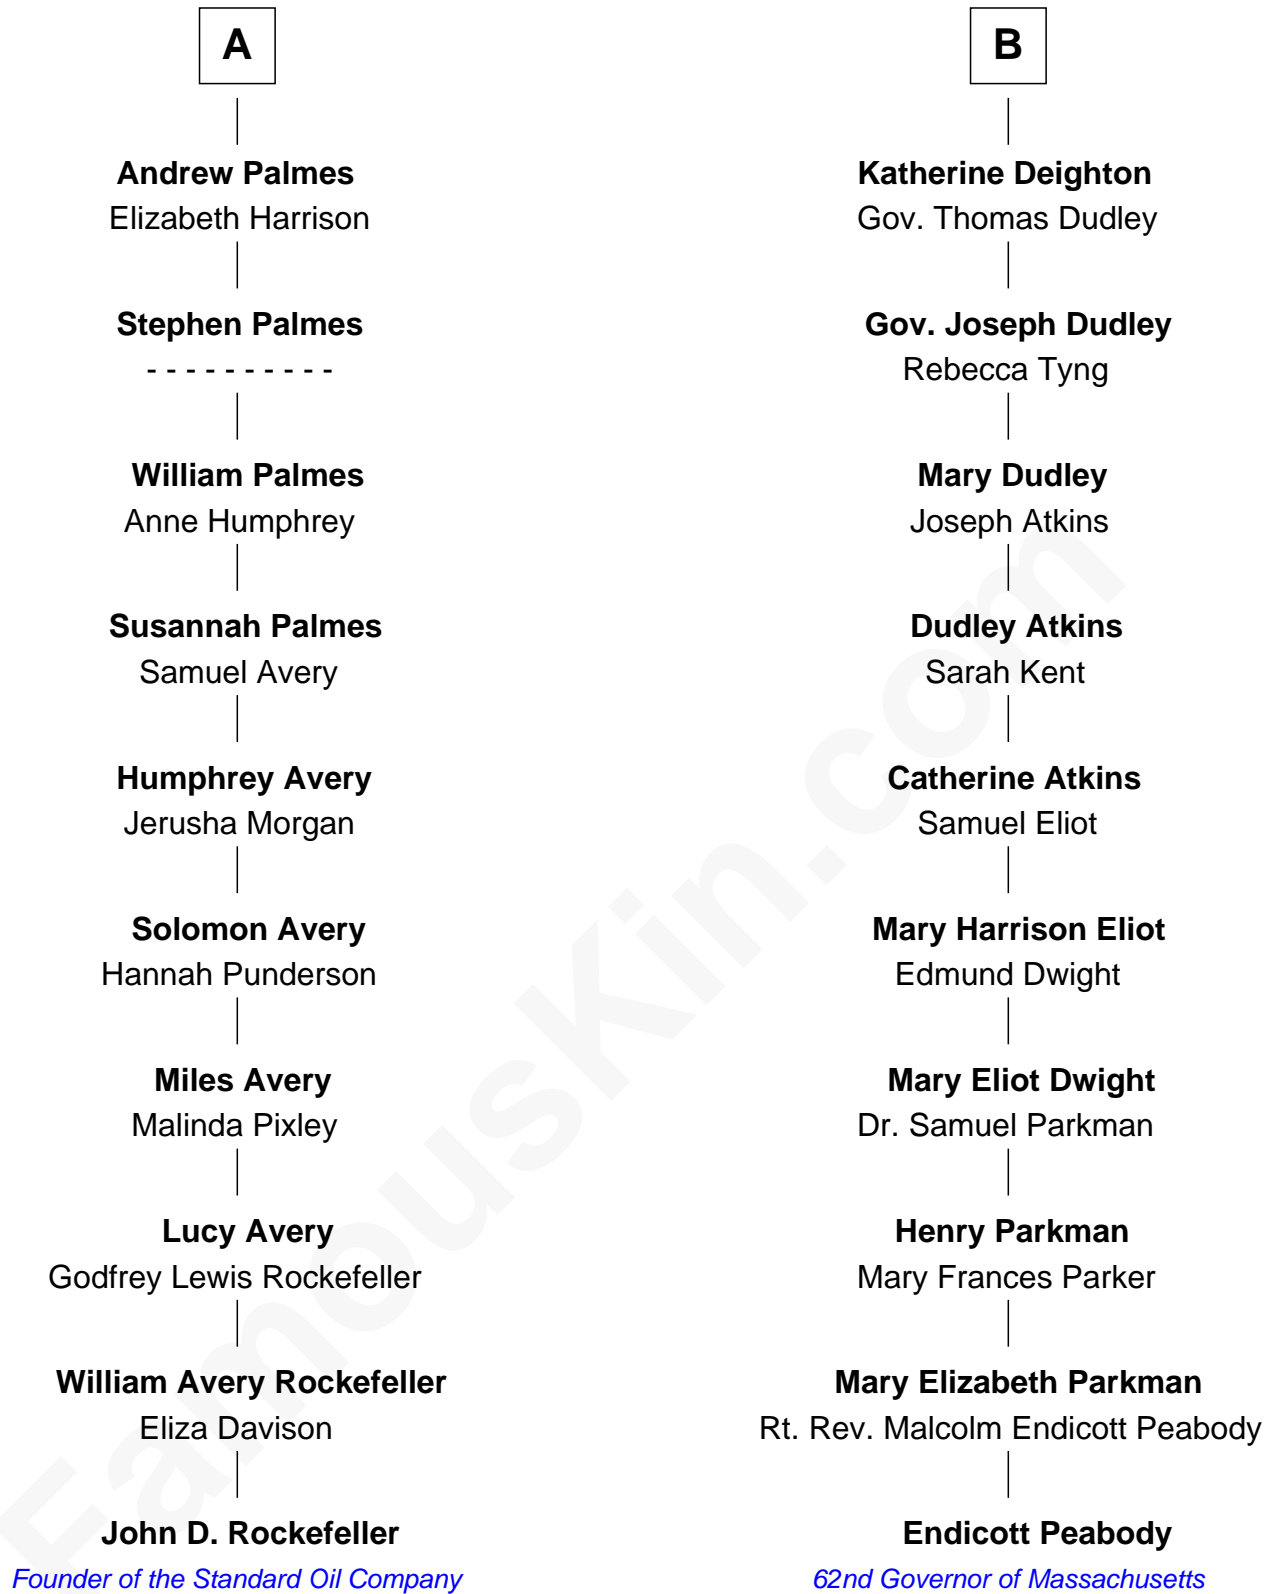 A
Andrew Palmes
Elizabeth Harrison
Stephen Palmes
- - - - - - - - - -
William Palmes
Anne Humphrey
Susannah Palmes
Samuel Avery
Humphrey Avery
Jerusha Morgan
Solomon Avery
Hannah Punderson
Miles Avery
Malinda Pixley
Lucy Avery
Godfrey Lewis Rockefeller
William Avery Rockefeller
Eliza Davison
John D. Rockefeller
Founder of the Standard Oil Company
B
Katherine Deighton
Gov. Thomas Dudley
Gov. Joseph Dudley
Rebecca Tyng
Mary Dudley
Joseph Atkins
Dudley Atkins
Sarah Kent
Catherine Atkins
Samuel Eliot
Mary Harrison Eliot
Edmund Dwight
Mary Eliot Dwight
Dr. Samuel Parkman
Henry Parkman
Mary Frances Parker
Mary Elizabeth Parkman
Rt. Rev. Malcolm Endicott Peabody
Endicott Peabody
62nd Governor of Massachusetts
FamousKin.com